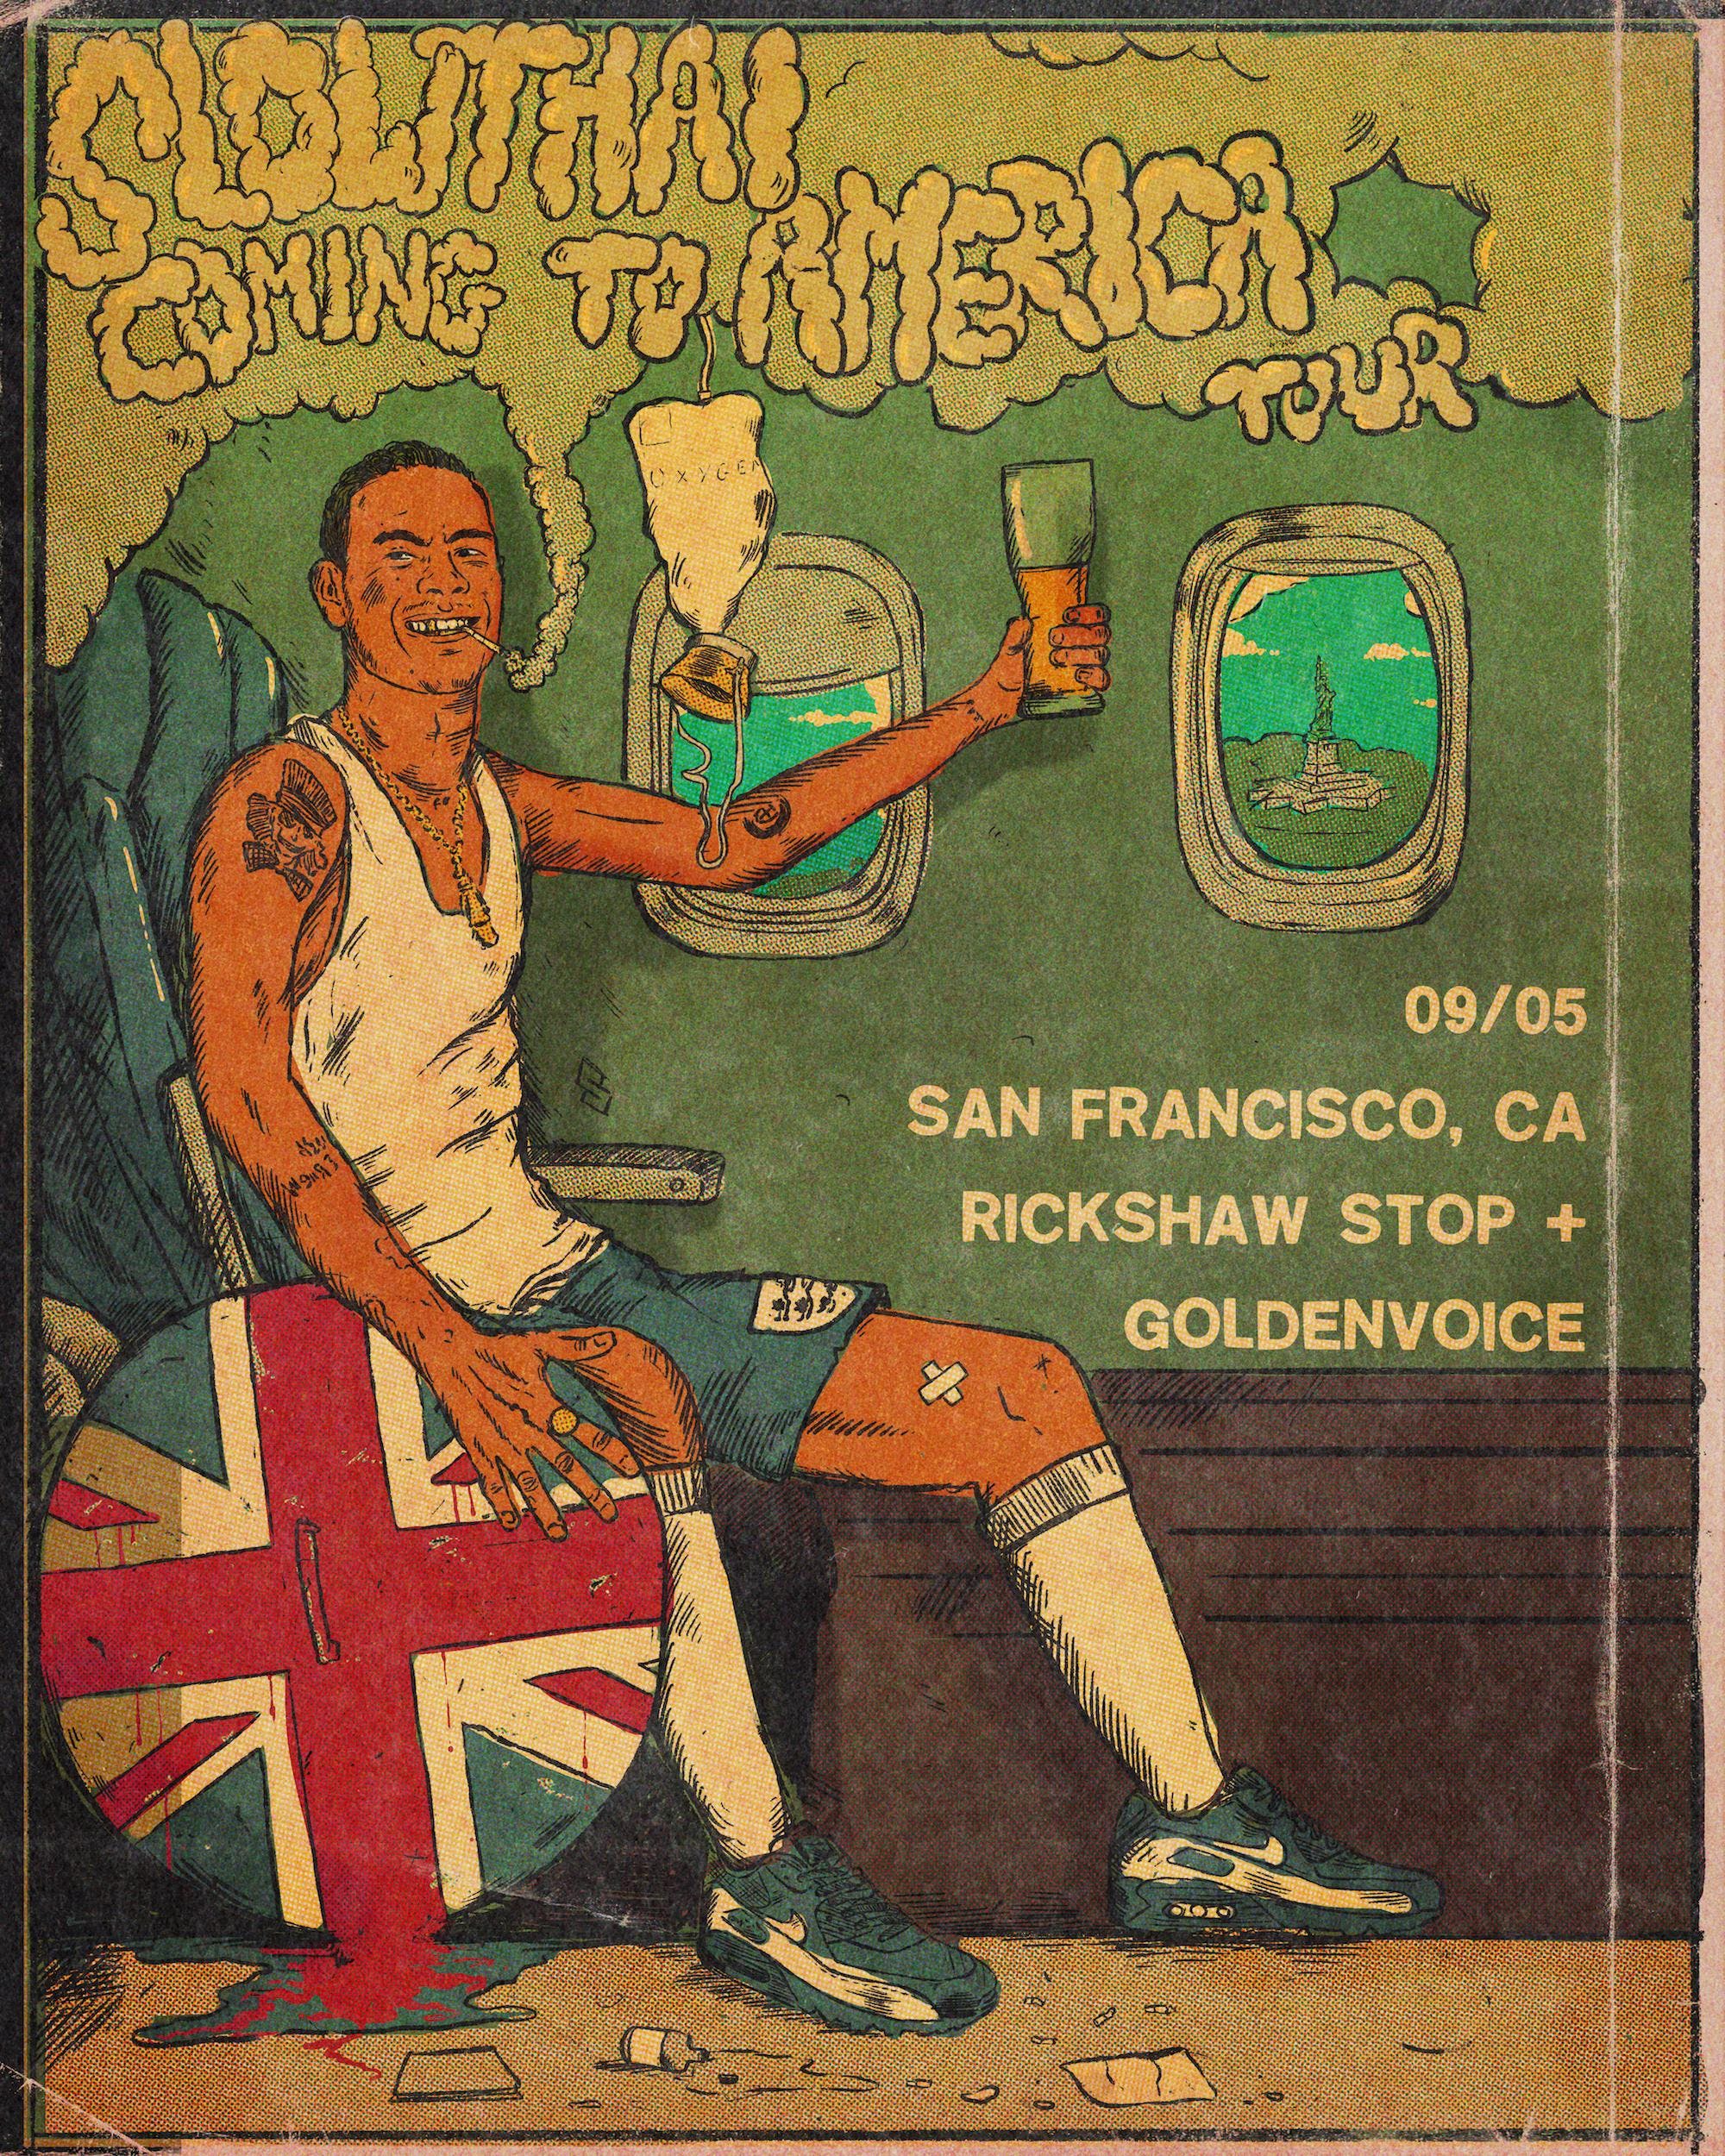 SLOWTHAI
COMING TO AMERICA
TOUR
OXYGEN
09/05
SAN FRANCISCO, CA
RICKSHAW STOP +
GOLDENVOICE